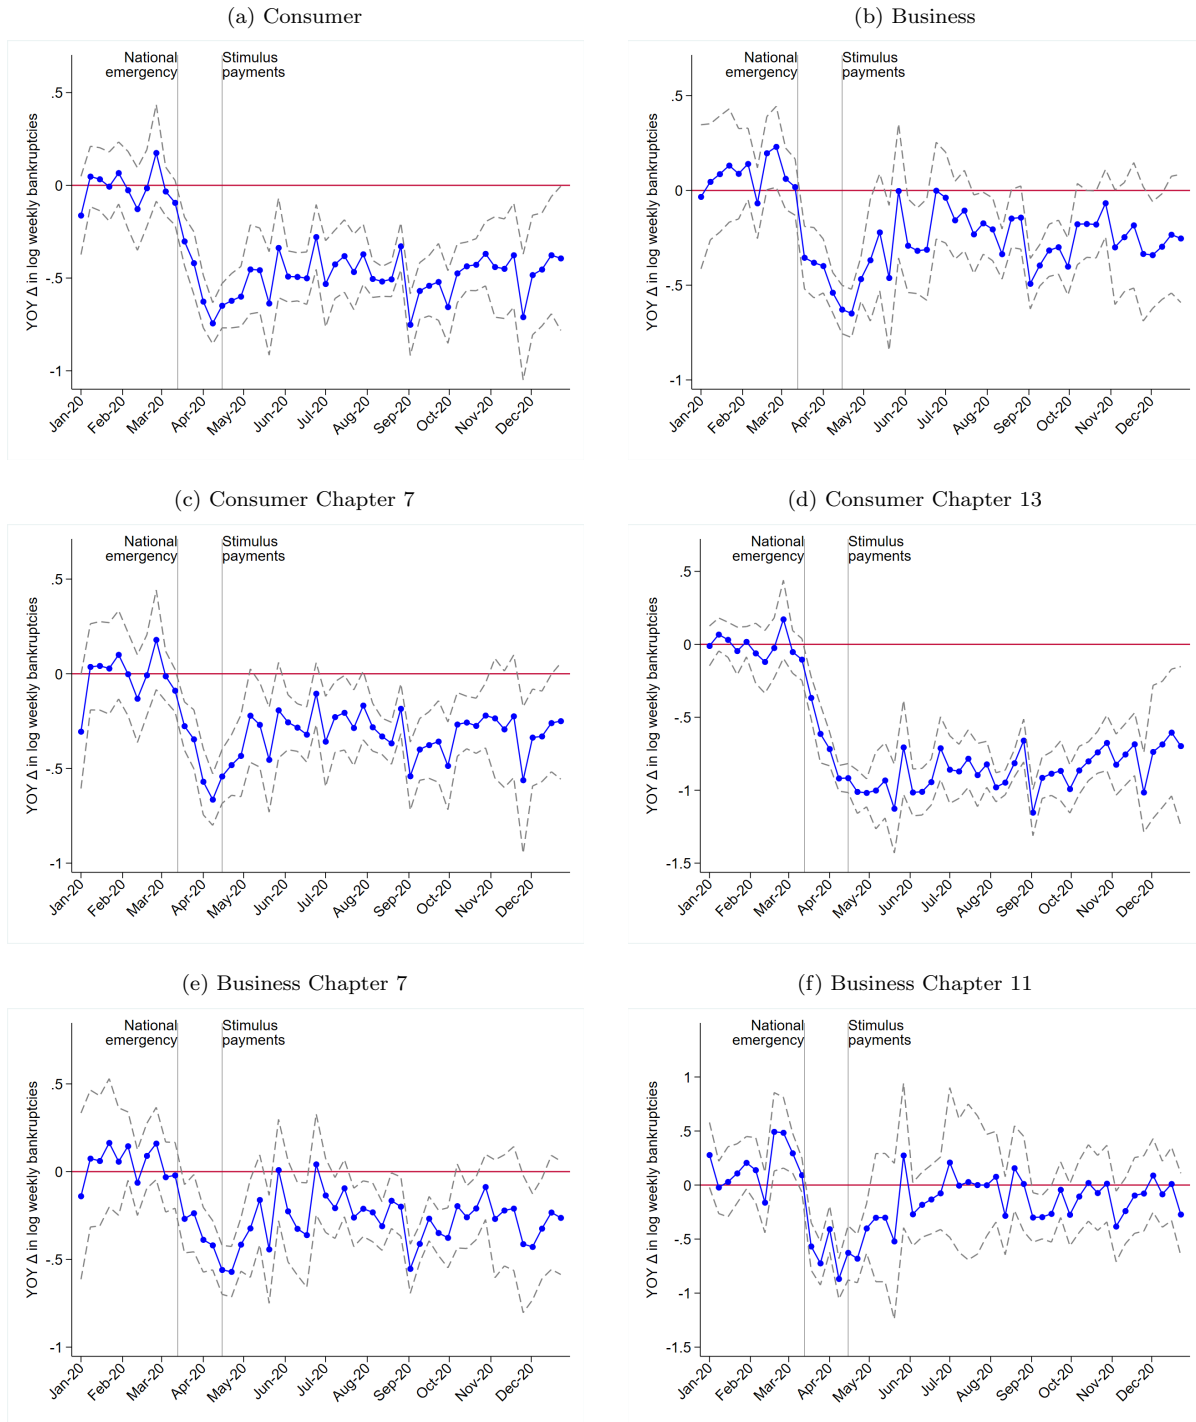 (a) Consumer
National
emergency
Stimulus
payments
YOY Δ in log weekly bankruptcies
.5
0
-.5
-1
Jan-20
Feb-20
Mar-20
Apr-20
May-20
Jun-20
Jul-20
Aug-20
Sep-20
Oct-20
Nov-20
Dec-20
(b) Business
National
emergency
Stimulus
payments
YOY Δ in log weekly bankruptcies
.5
0
-.5
-1
Jan-20
Feb-20
Mar-20
Apr-20
May-20
Jun-20
Jul-20
Aug-20
Sep-20
Oct-20
Nov-20
Dec-20
(c) Consumer Chapter 7
National
emergency
Stimulus
payments
YOY Δ in log weekly bankruptcies
.5
0
-.5
-1
Jan-20
Feb-20
Mar-20
Apr-20
May-20
Jun-20
Jul-20
Aug-20
Sep-20
Oct-20
Nov-20
Dec-20
(d) Consumer Chapter 13
National
emergency
Stimulus
payments
YOY Δ in log weekly bankruptcies
.5
0
-.5
-1
-1.5
Jan-20
Feb-20
Mar-20
Apr-20
May-20
Jun-20
Jul-20
Aug-20
Sep-20
Oct-20
Nov-20
Dec-20
(e) Business Chapter 7
National
emergency
Stimulus
payments
YOY Δ in log weekly bankruptcies
.5
0
-.5
-1
Jan-20
Feb-20
Mar-20
Apr-20
May-20
Jun-20
Jul-20
Aug-20
Sep-20
Oct-20
Nov-20
Dec-20
(f) Business Chapter 11
National
emergency
Stimulus
payments
YOY Δ in log weekly bankruptcies
1
.5
0
-.5
-1
-1.5
Jan-20
Feb-20
Mar-20
Apr-20
May-20
Jun-20
Jul-20
Aug-20
Sep-20
Oct-20
Nov-20
Dec-20